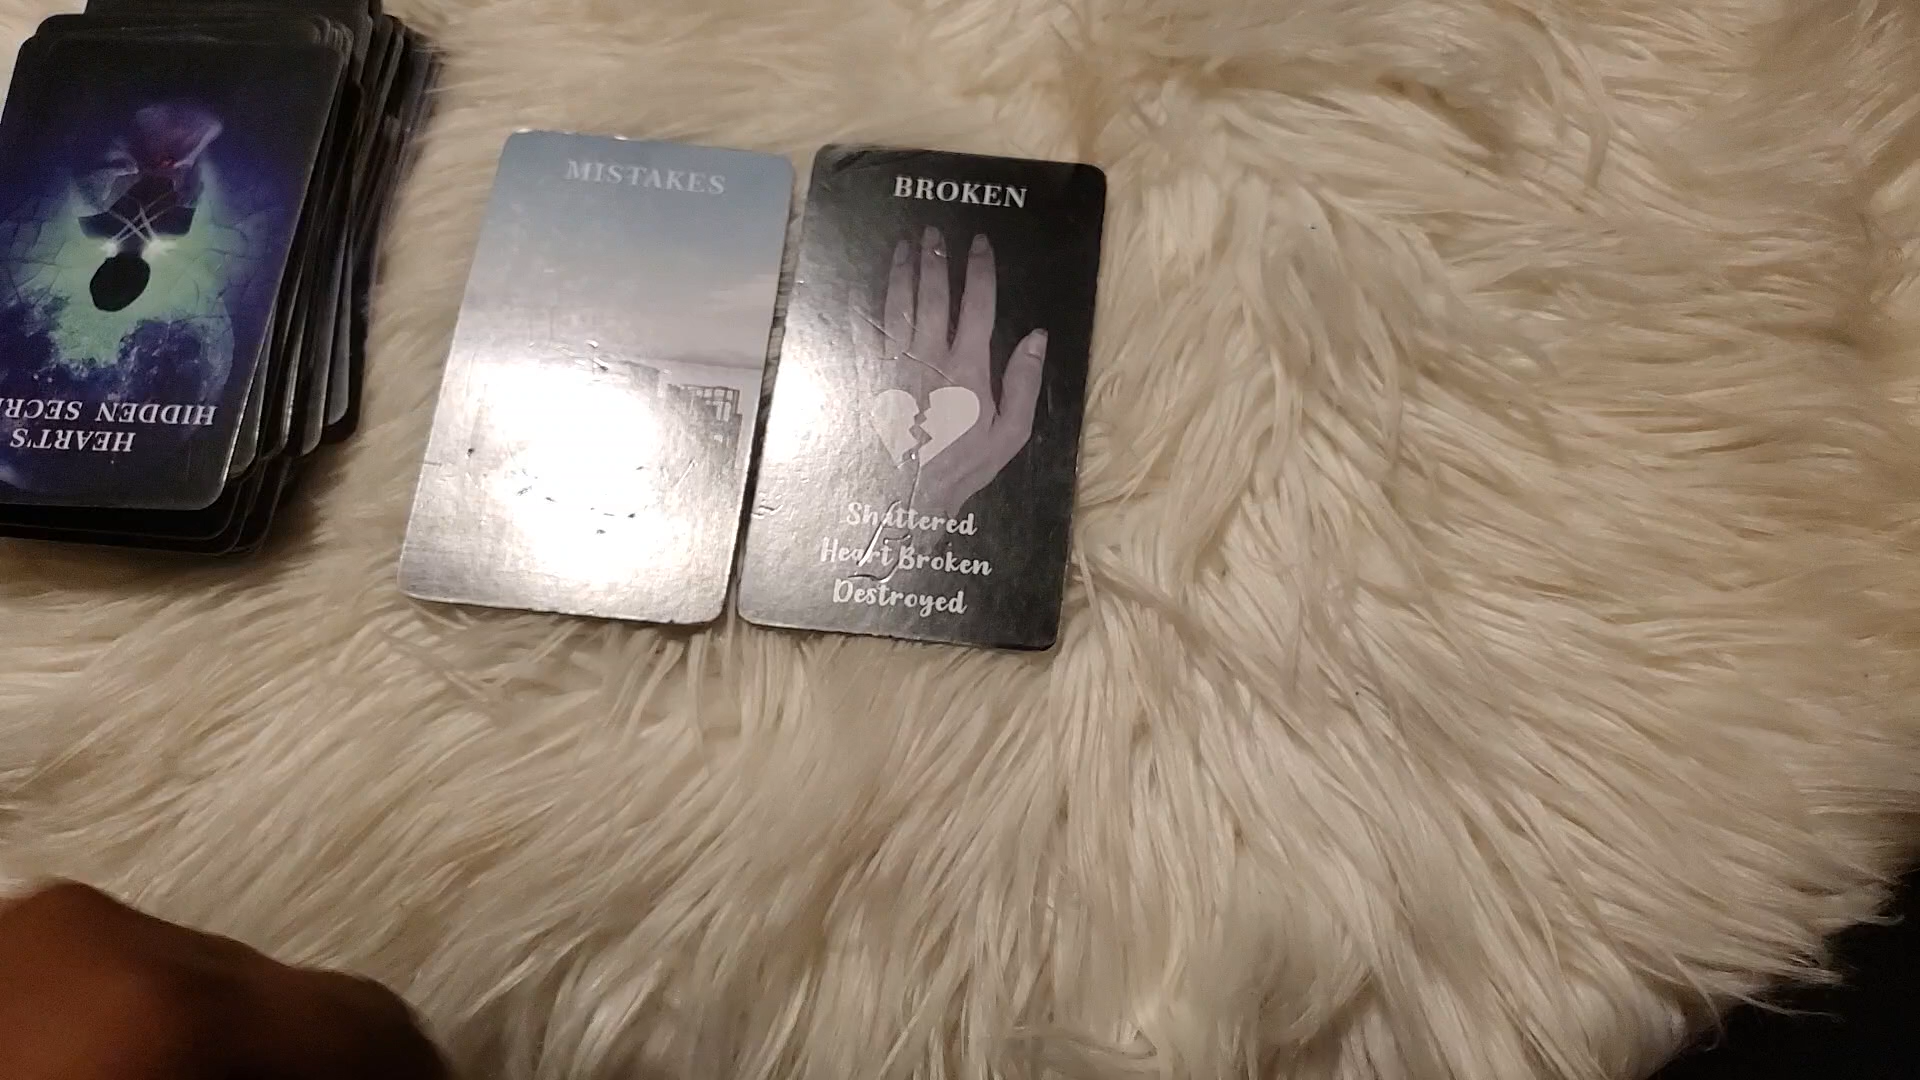 MISTAKES
BROKEN
Shattered
Heart Broken
Destroyed
HEART'S
HIDDEN SECR